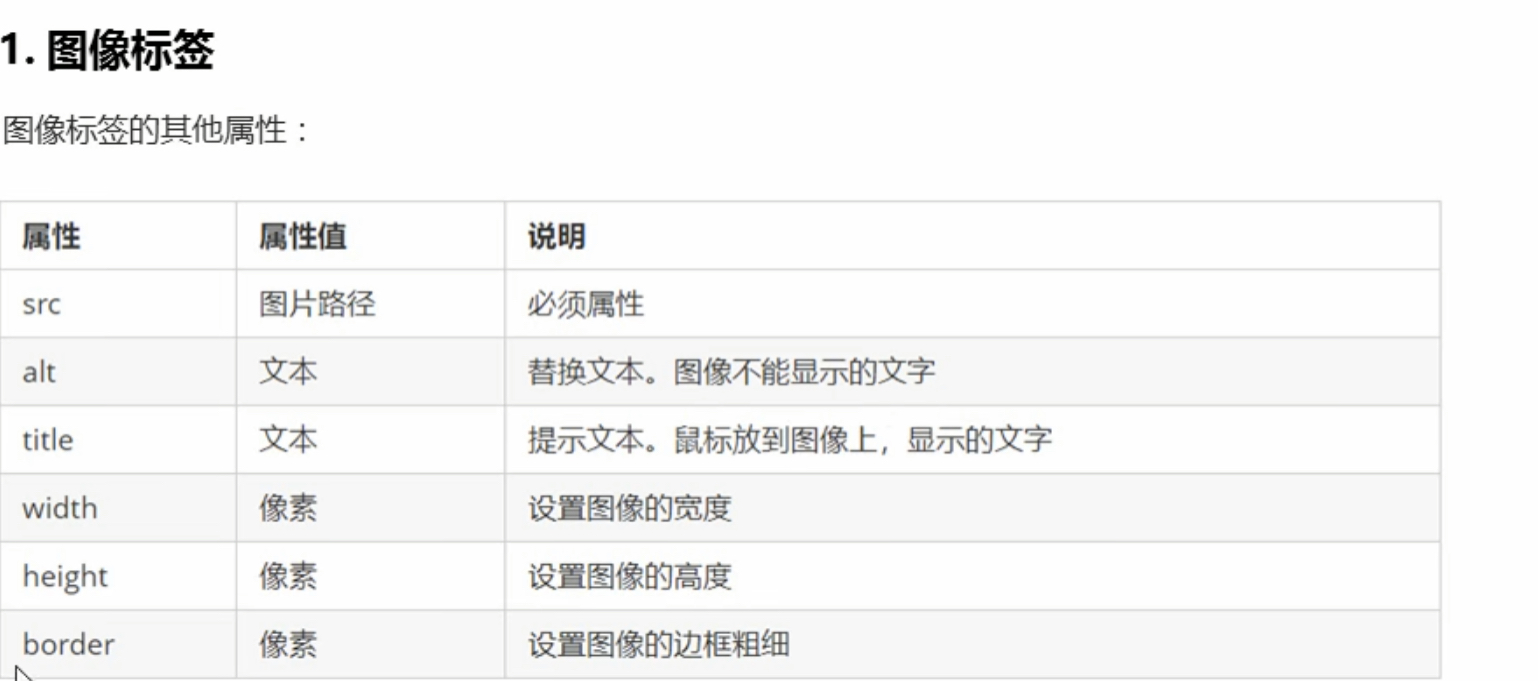 1. 图像标签
图像标签的其他属性：
属性 属性值 说明
src 图片路径 必须属性
alt 文本 替换文本。图像不能显示的文字
title 文本 提示文本。鼠标放到图像上，显示的文字
width 像素 设置图像的宽度
height 像素 设置图像的高度
border 像素 设置图像的边框粗细